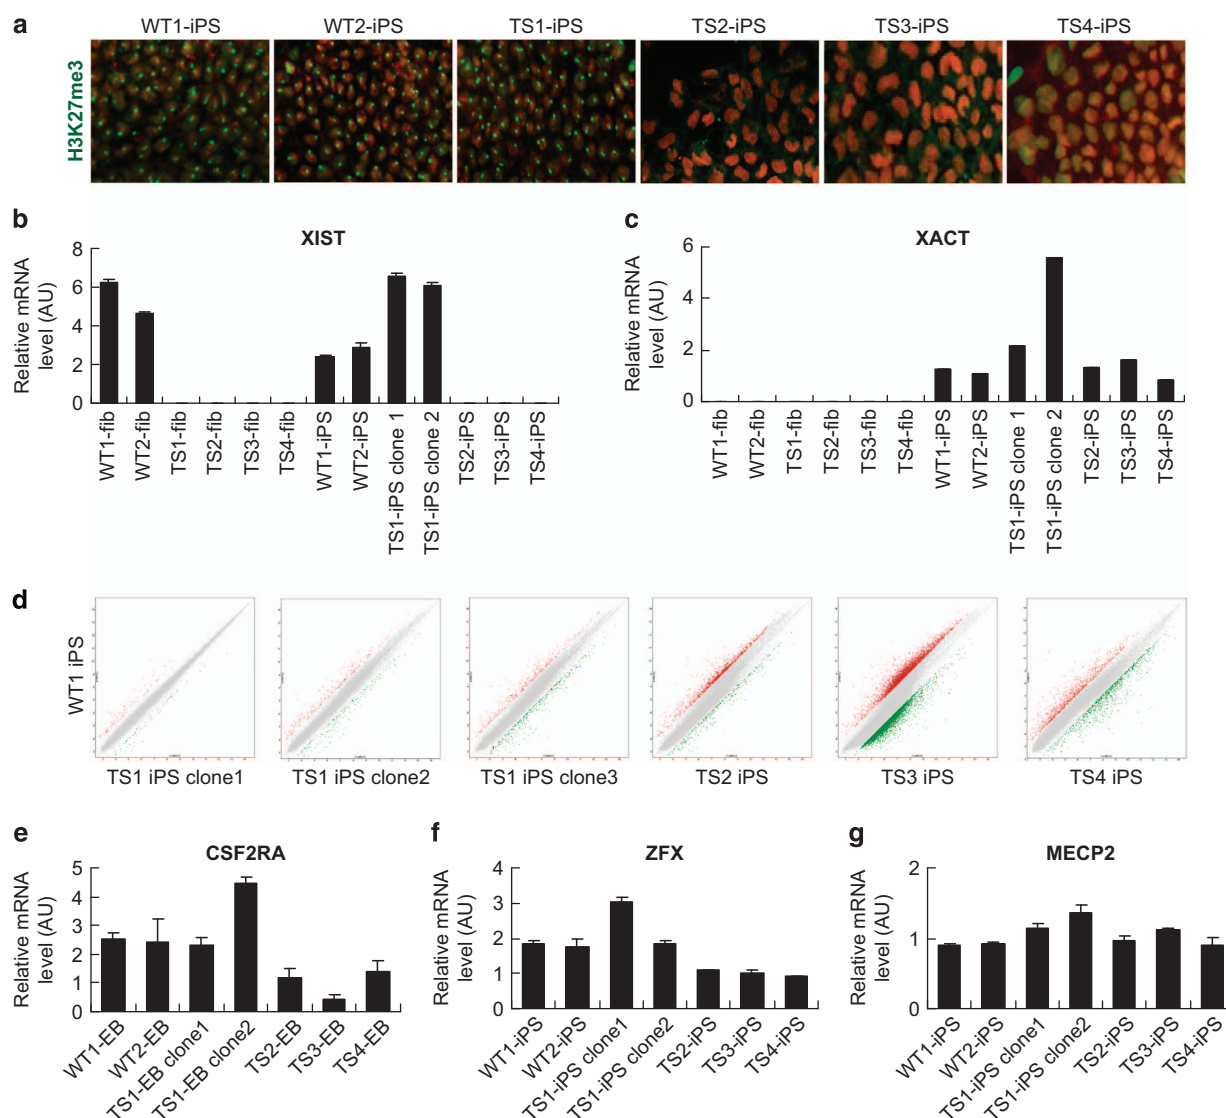 a
WT1-iPS
WT2-iPS
TS1-iPS
TS2-iPS
TS3-iPS
TS4-iPS
H3K27me3
b
XIST
Relative mRNA
level (AU)
8
6
4
2
0
WT1-fib
WT2-fib
TS1-fib
TS2-fib
TS3-fib
TS4-fib
WT1-iPS
WT2-iPS
TS1-iPS clone 1
TS1-iPS clone 2
TS2-iPS
TS3-iPS
TS4-iPS
c
XACT
Relative mRNA
level (AU)
6
4
2
0
WT1-fib
WT2-fib
TS1-fib
TS2-fib
TS3-fib
TS4-fib
WT1-iPS
WT2-iPS
TS1-iPS clone 1
TS1-iPS clone 2
TS2-iPS
TS3-iPS
TS4-iPS
d
WT1 iPS
TS1 iPS clone1
TS1 iPS clone2
TS1 iPS clone3
TS2 iPS
TS3 iPS
TS4 iPS
e
CSF2RA
Relative mRNA
level (AU)
5
4
3
2
1
0
WT1-EB
WT2-EB
TS1-EB clone1
TS1-EB clone2
TS2-EB
TS3-EB
TS4-EB
f
ZFX
Relative mRNA
level (AU)
4
3
2
1
0
WT1-iPS
WT2-iPS
TS1-iPS clone1
TS1-iPS clone2
TS2-iPS
TS3-iPS
TS4-iPS
g
MECP2
Relative mRNA
level (AU)
2
1
0
WT1-iPS
WT2-iPS
TS1-iPS clone1
TS1-iPS clone2
TS2-iPS
TS3-iPS
TS4-iPS